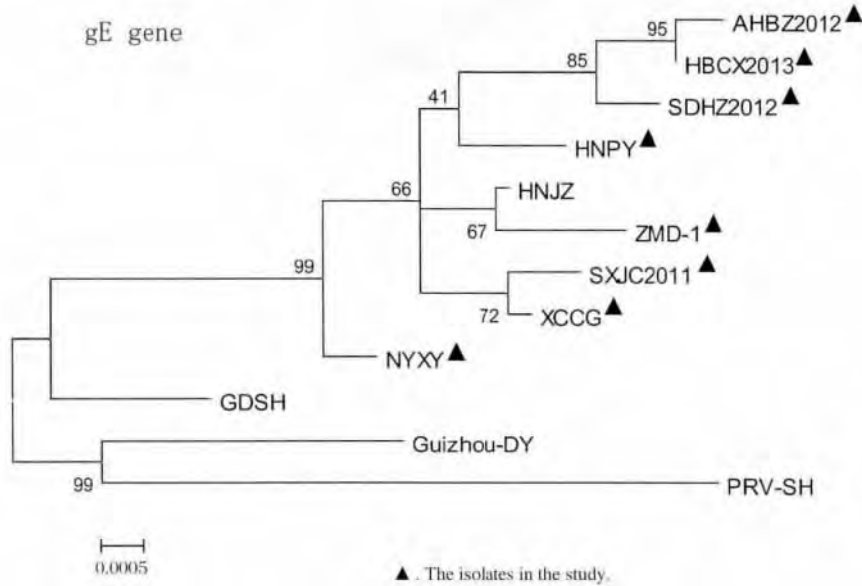 gE gene
95
AHBZ2012▲
HBCX2013▲
85
SDHZ2012▲
41
HNPY▲
66
HNJZ
67
ZMD-1▲
99
SXJC2011▲
72
XCCG▲
NYXY▲
GDSH
Guizhou-DY
99
PRV-SH
0.0005
▲ . The isolates in the study.